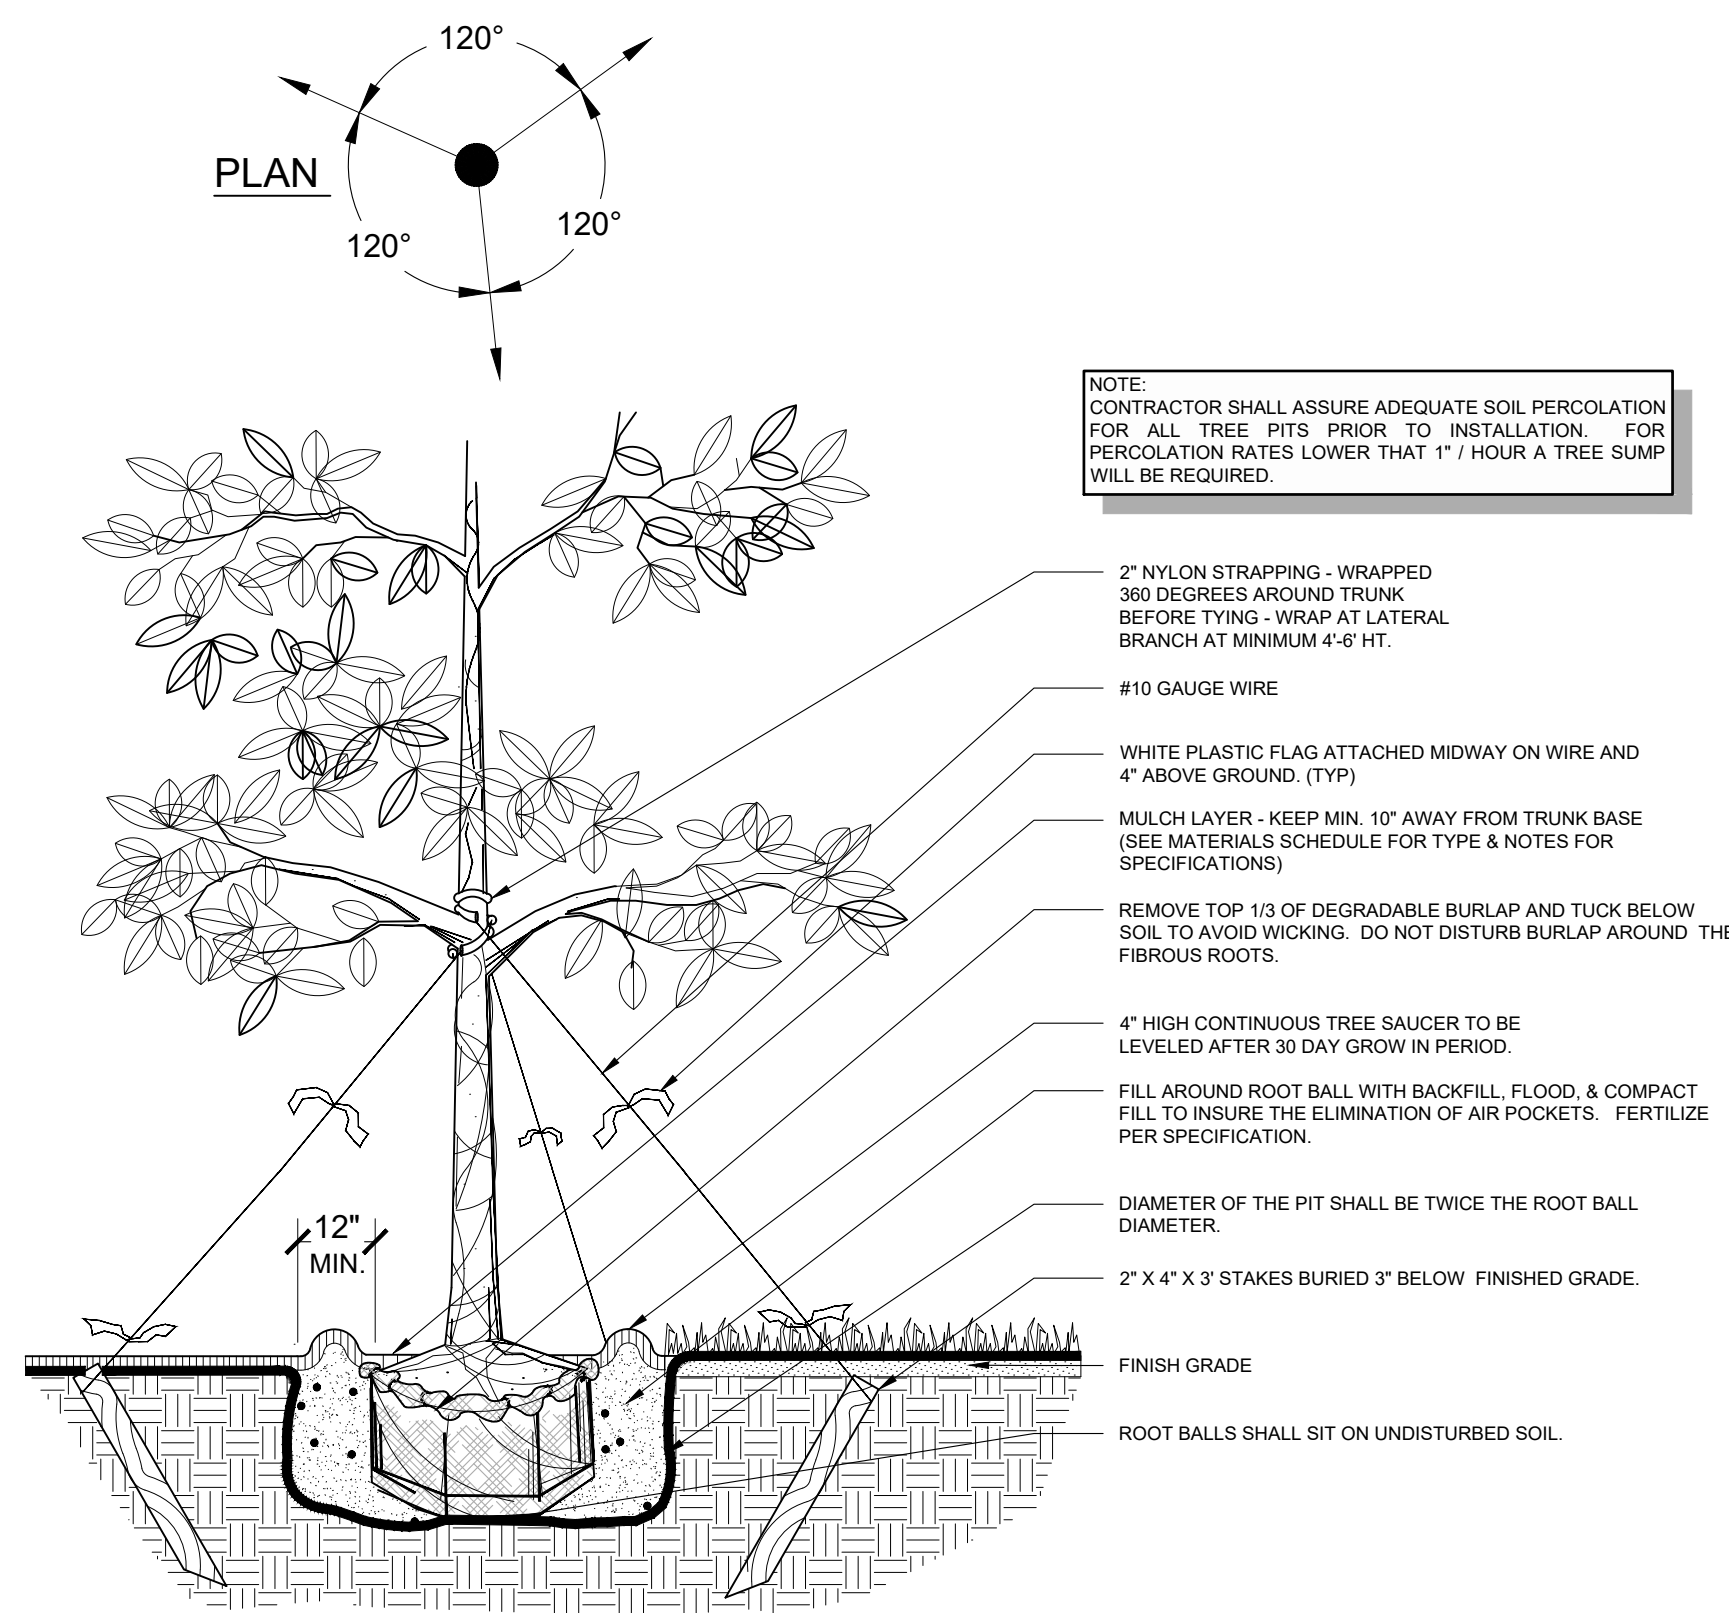 120°
PLAN
120°
120°
NOTE:
CONTRACTOR SHALL ASSURE ADEQUATE SOIL PERCOLATION
FOR ALL TREE PITS PRIOR TO INSTALLATION. FOR
PERCOLATION RATES LOWER THAT 1" / HOUR A TREE SUMP
WILL BE REQUIRED.
2" NYLON STRAPPING - WRAPPED
360 DEGREES AROUND TRUNK
BEFORE TYING - WRAP AT LATERAL
BRANCH AT MINIMUM 4'-6' HT.
#10 GAUGE WIRE
WHITE PLASTIC FLAG ATTACHED MIDWAY ON WIRE AND
4" ABOVE GROUND. (TYP)
MULCH LAYER - KEEP MIN. 10" AWAY FROM TRUNK BASE
(SEE MATERIALS SCHEDULE FOR TYPE & NOTES FOR
SPECIFICATIONS)
REMOVE TOP 1/3 OF DEGRADABLE BURLAP AND TUCK BELOW
SOIL TO AVOID WICKING. DO NOT DISTURB BURLAP AROUND THE
FIBROUS ROOTS.
4" HIGH CONTINUOUS TREE SAUCER TO BE
LEVELED AFTER 30 DAY GROW IN PERIOD.
FILL AROUND ROOT BALL WITH BACKFILL, FLOOD, & COMPACT
FILL TO INSURE THE ELIMINATION OF AIR POCKETS. FERTILIZE
PER SPECIFICATION.
DIAMETER OF THE PIT SHALL BE TWICE THE ROOT BALL
DIAMETER.
2" X 4" X 3' STAKES BURIED 3" BELOW FINISHED GRADE.
FINISH GRADE
ROOT BALLS SHALL SIT ON UNDISTURBED SOIL.
12"
MIN.